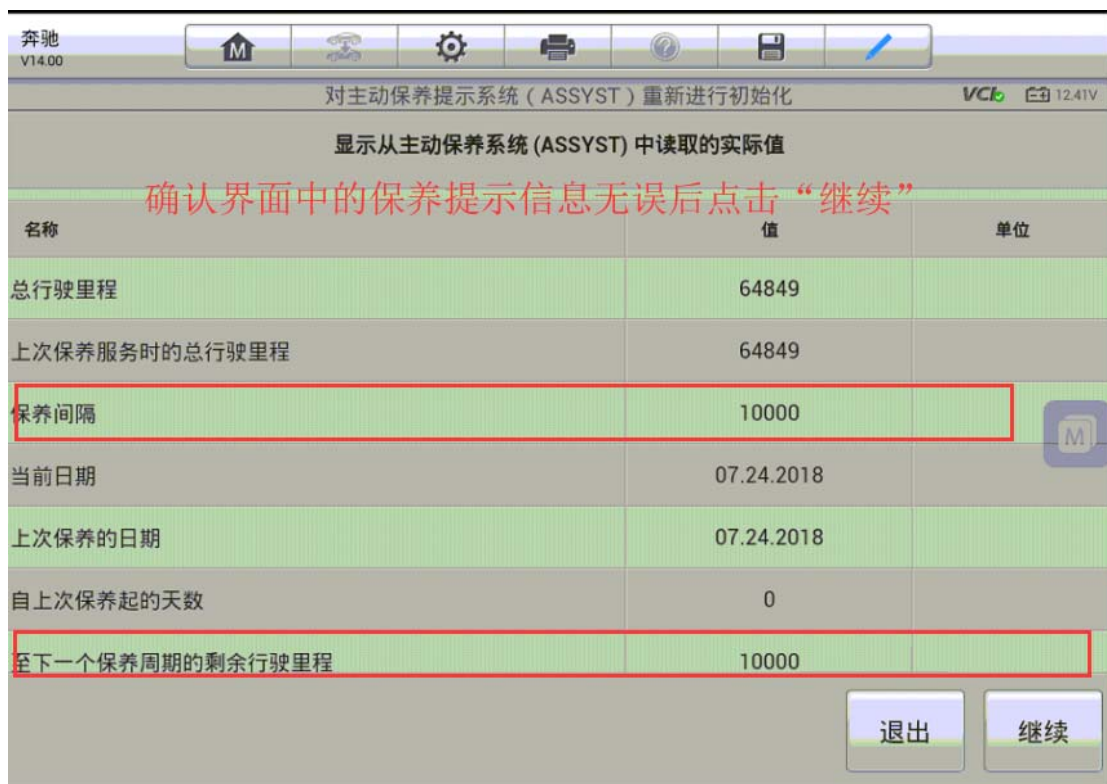 奔驰
V14.00
M
对主动保养提示系统 ( ASSYST ) 重新进行初始化
VCI
12.41V
显示从主动保养系统 (ASSYST) 中读取的实际值
确认界面中的保养提示信息无误后点击“继续”
名称 值 单位
总行驶里程 64849
上次保养服务时的总行驶里程 64849
保养间隔 10000
M
当前日期 07.24.2018
上次保养的日期 07.24.2018
自上次保养起的天数 0
至下一个保养周期的剩余行驶里程 10000
退出 继续